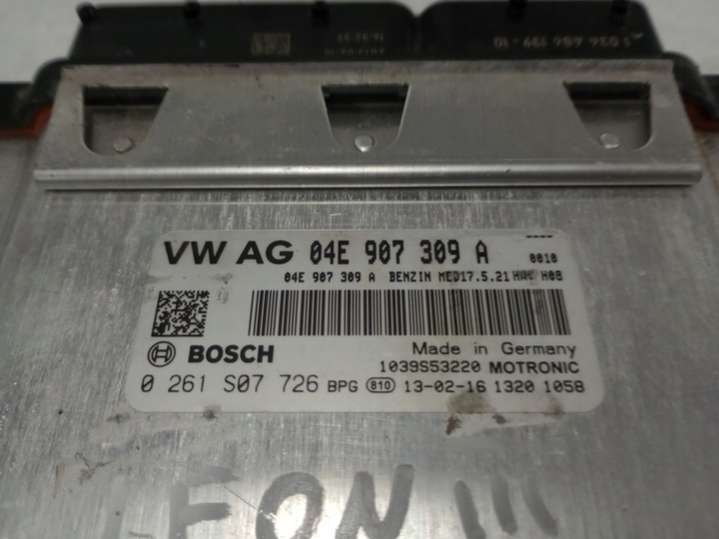 VW AG 04E 907 309 A 0010
04E 907 309 A BENZIN MED17.5.21 H08
BOSCH
Made in Germany
1039S53220 MOTRONIC
0 261 S07 726 BPG 810 13-02-16 1320 1058
LEON III